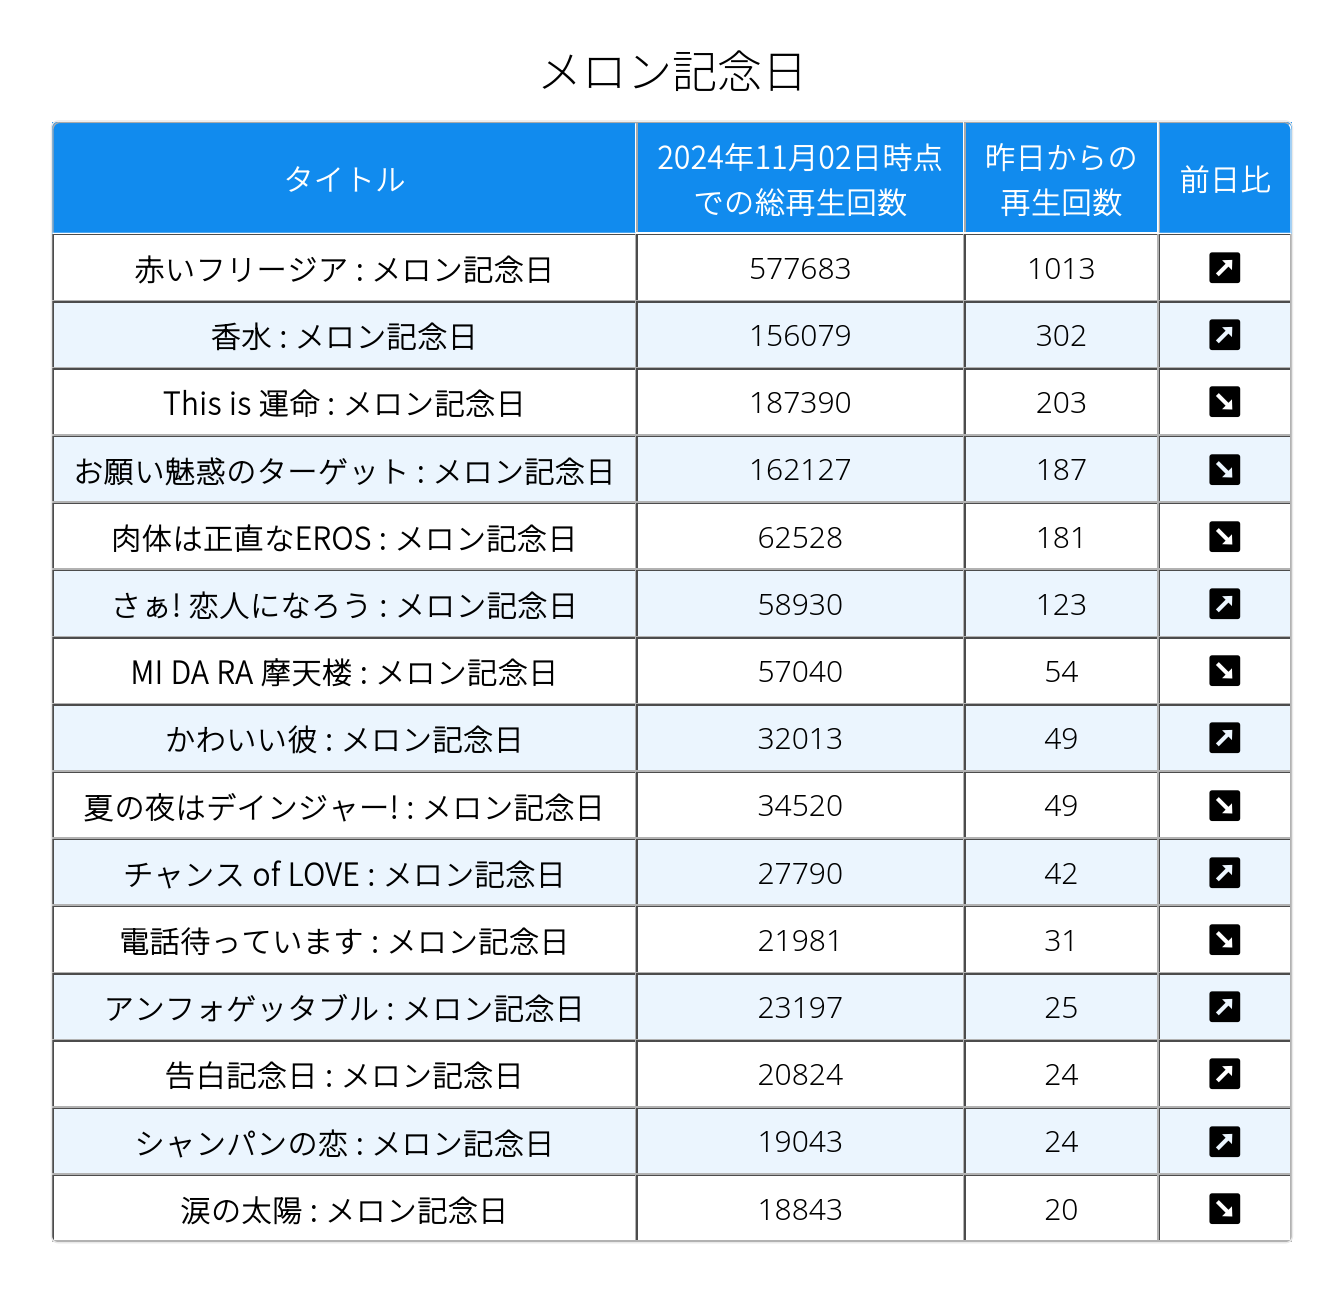 メロン記念日
タイトル 2024年11月02日時点での総再生回数 昨日からの再生回数 前日比
赤いフリージア : メロン記念日 577683 1013 ↗
香水 : メロン記念日 156079 302 ↗
This is 運命 : メロン記念日 187390 203 ↘
お願い魅惑のターゲット : メロン記念日 162127 187 ↘
肉体は正直なEROS : メロン記念日 62528 181 ↘
さぁ! 恋人になろう : メロン記念日 58930 123 ↗
MI DA RA 摩天楼 : メロン記念日 57040 54 ↘
かわいい彼 : メロン記念日 32013 49 ↗
夏の夜はデインジャー! : メロン記念日 34520 49 ↘
チャンス of LOVE : メロン記念日 27790 42 ↗
電話待っています : メロン記念日 21981 31 ↘
アンフォゲッタブル : メロン記念日 23197 25 ↗
告白記念日 : メロン記念日 20824 24 ↗
シャンパンの恋 : メロン記念日 19043 24 ↗
涙の太陽 : メロン記念日 18843 20 ↘